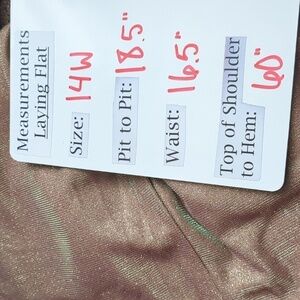 Measurements
Laying Flat
Size: 14W
Pit to Pit: 18.5"
Waist: 16.5"
Top of Shoulder
to Hem: 60"